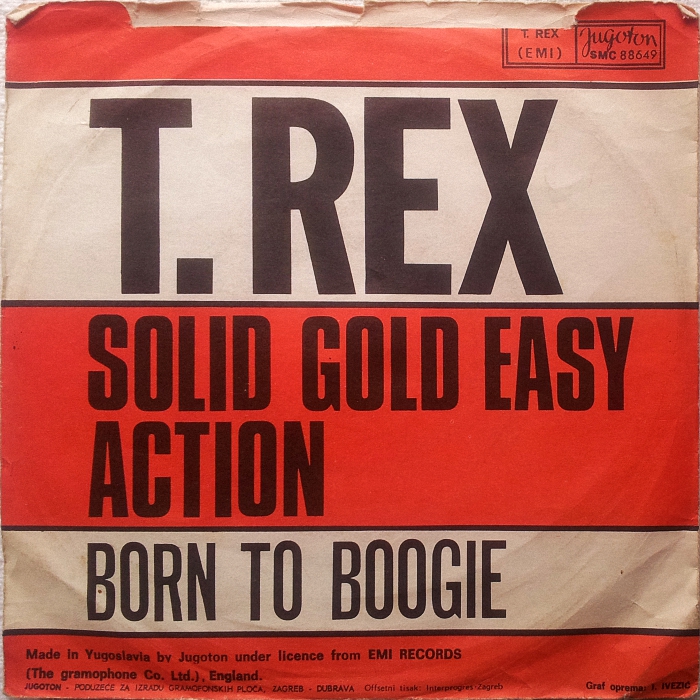 T. REX
(EMI)
Jugoton
SMC 88649
T. REX
SOLID GOLD EASY
ACTION
BORN TO BOOGIE
Made in Yugoslavia by Jugoton under licence from EMI RECORDS
(The gramophone Co. Ltd.), England.
JUGOTON - PODUZEĆE ZA IZRADU GRAMOFONSKIH PLOČA, ZAGREB - DUBRAVA Offsetni tisak: Interprogres-Zagreb
Graf oprema: I. IVEZIĆ